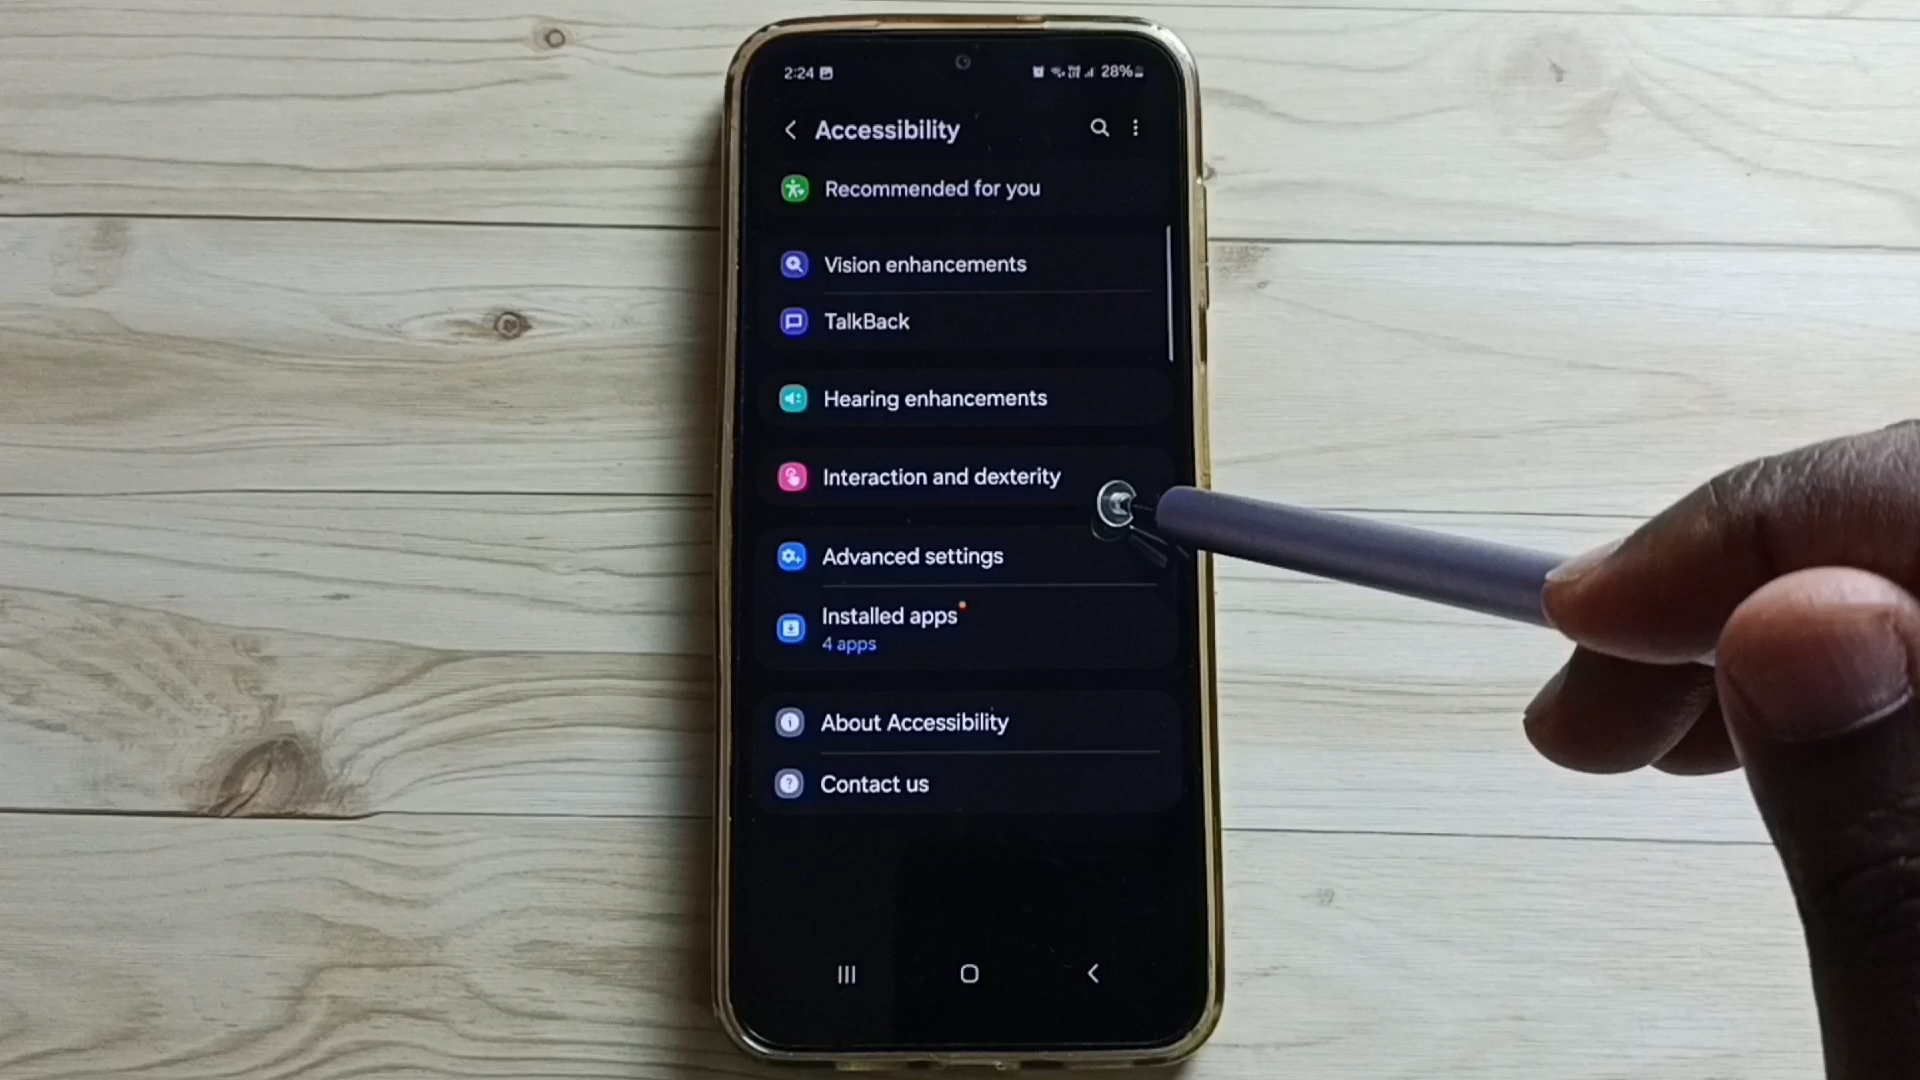 2:24 28%
Accessibility
Recommended for you
Vision enhancements
TalkBack
Hearing enhancements
Interaction and dexterity
Advanced settings
Installed apps
4 apps
About Accessibility
Contact us